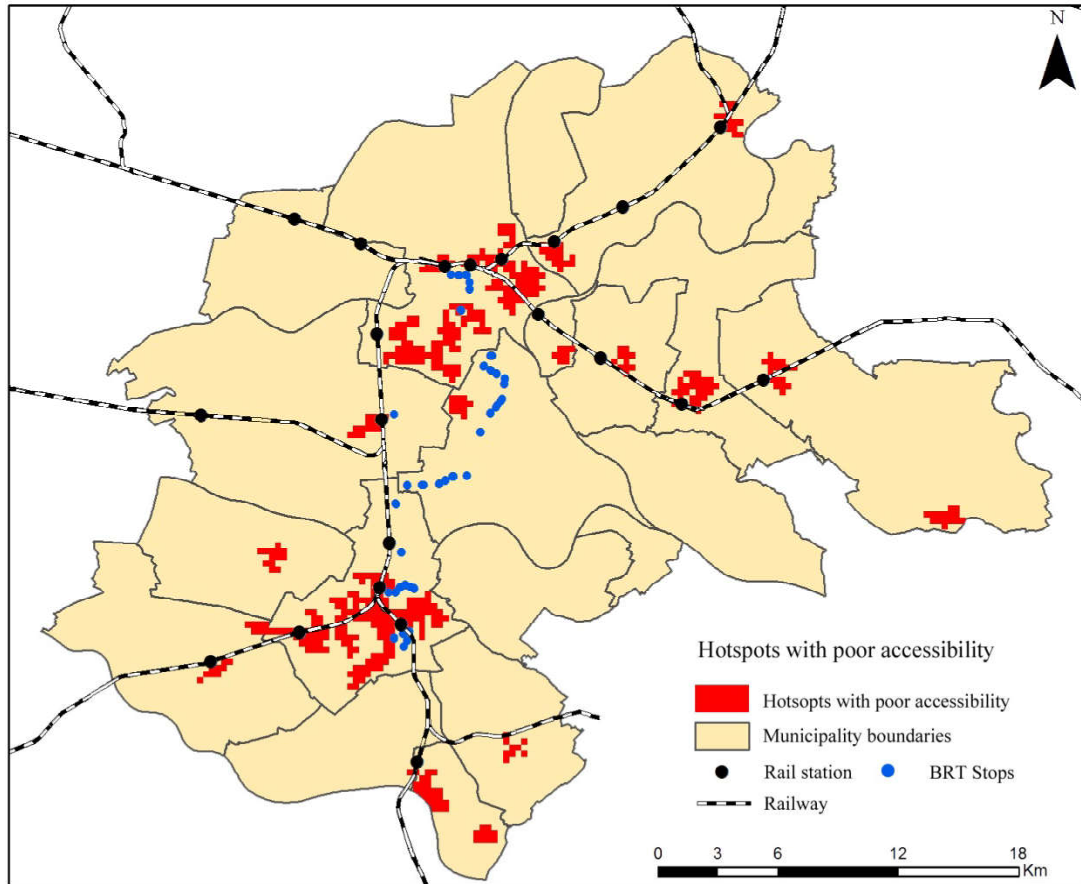 N
Hotspots with poor accessibility
Hotsopts with poor accessibility
Municipality boundaries
Rail station BRT Stops
Railway
0 3 6 12 18
Km